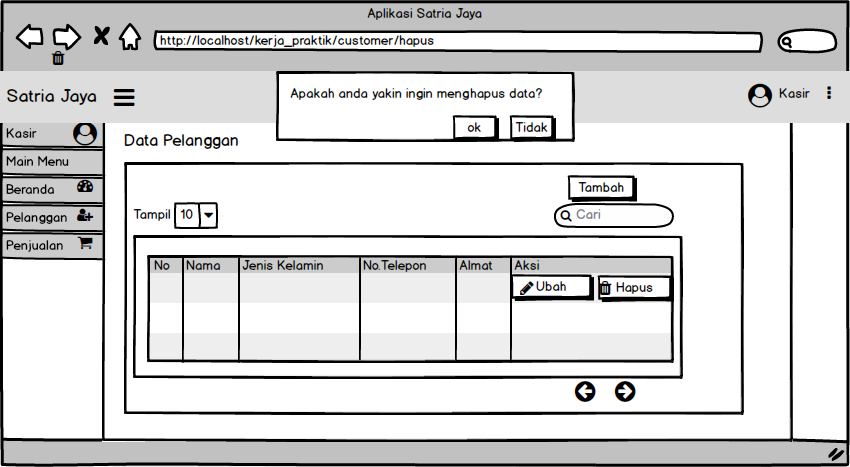 Aplikasi Satria Jaya
http://localhost/kerja_praktik/customer/hapus
Satria Jaya
Apakah anda yakin ingin menghapus data?
ok Tidak
Kasir
Kasir
Main Menu
Beranda
Pelanggan
Penjualan
Data Pelanggan
Tambah
Tampil 10
Cari
No Nama Jenis Kelamin No.Telepon Almat Aksi
Ubah Hapus